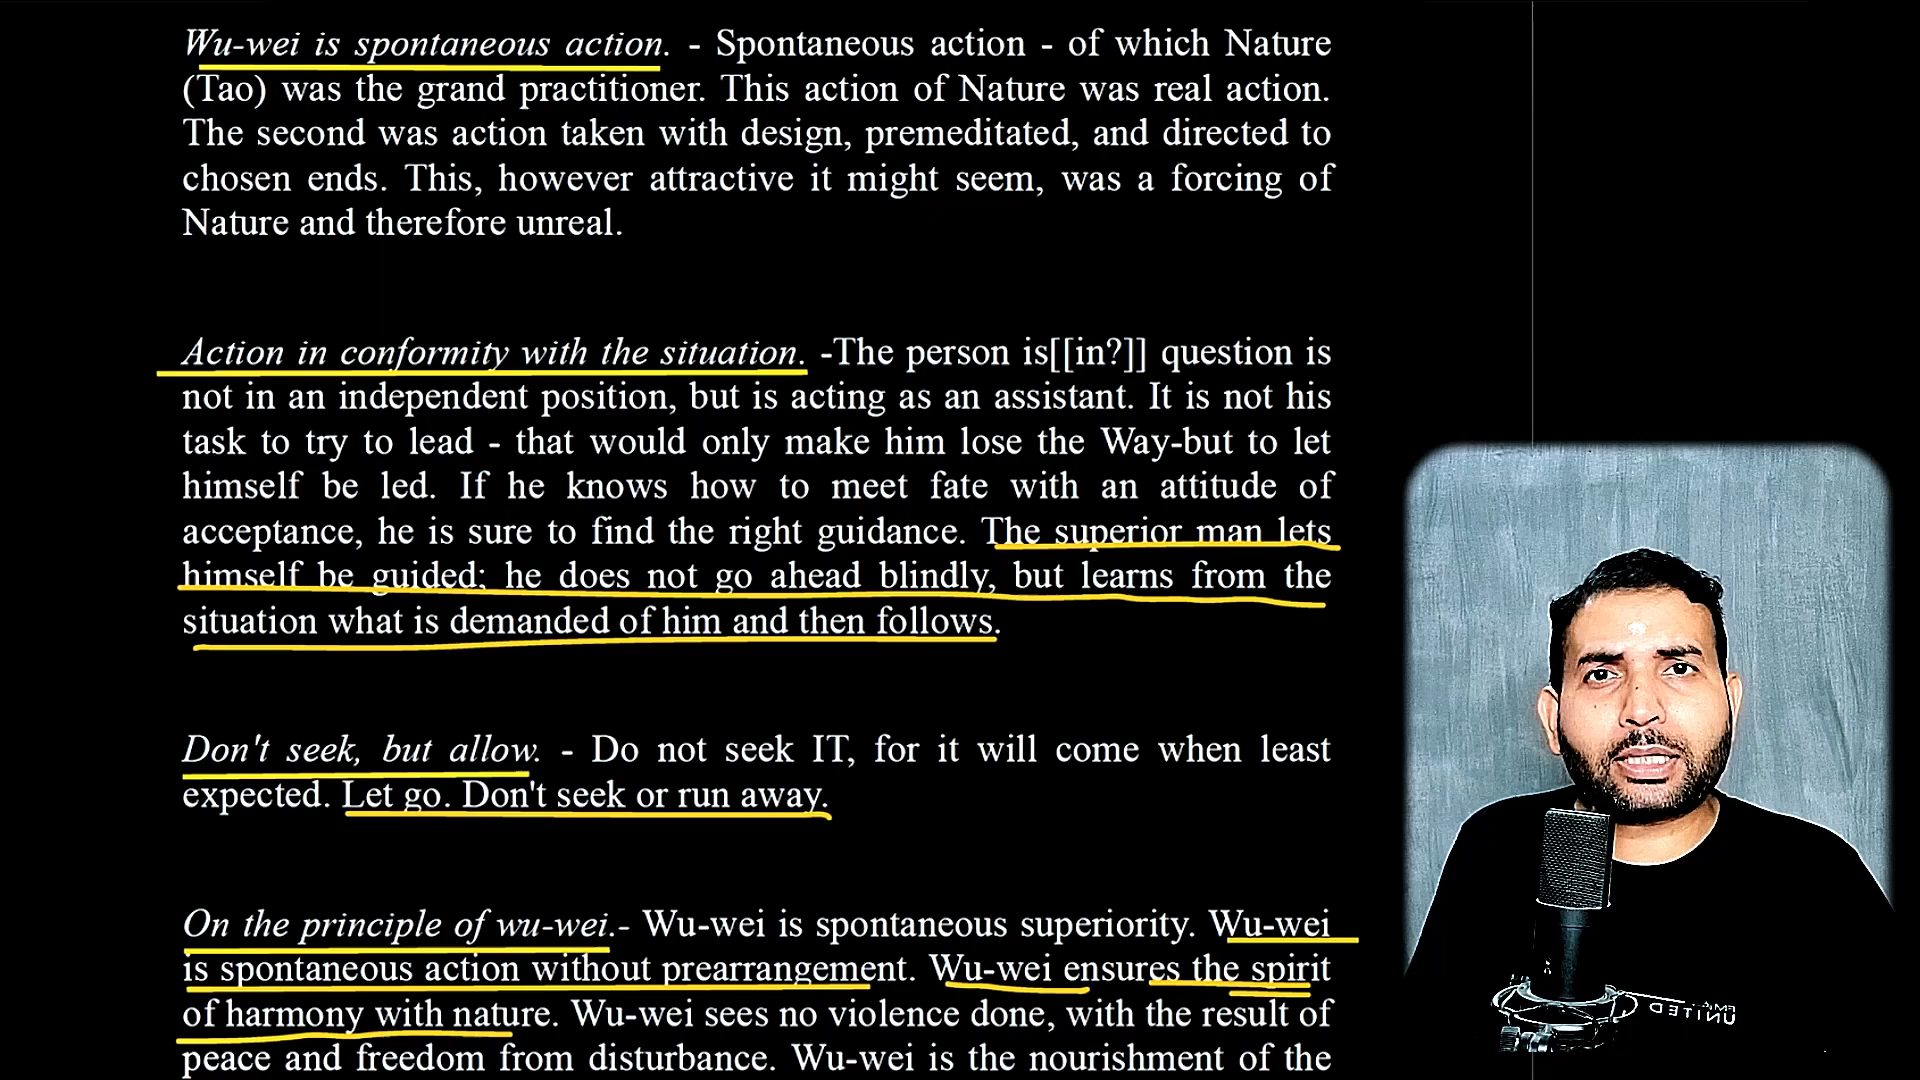 Wu-wei is spontaneous action. - Spontaneous action - of which Nature
(Tao) was the grand practitioner. This action of Nature was real action.
The second was action taken with design, premeditated, and directed to
chosen ends. This, however attractive it might seem, was a forcing of
Nature and therefore unreal.
Action in conformity with the situation. -The person is[[in?]] question is
not in an independent position, but is acting as an assistant. It is not his
task to try to lead - that would only make him lose the Way-but to let
himself be led. If he knows how to meet fate with an attitude of
acceptance, he is sure to find the right guidance. The superior man lets
himself be guided; he does not go ahead blindly, but learns from the
situation what is demanded of him and then follows.
Don't seek, but allow. - Do not seek IT, for it will come when least
expected. Let go. Don't seek or run away.
On the principle of wu-wei.- Wu-wei is spontaneous superiority. Wu-wei
is spontaneous action without prearrangement. Wu-wei ensures the spirit
of harmony with nature. Wu-wei sees no violence done, with the result of
peace and freedom from disturbance. Wu-wei is the nourishment of the
UNITED